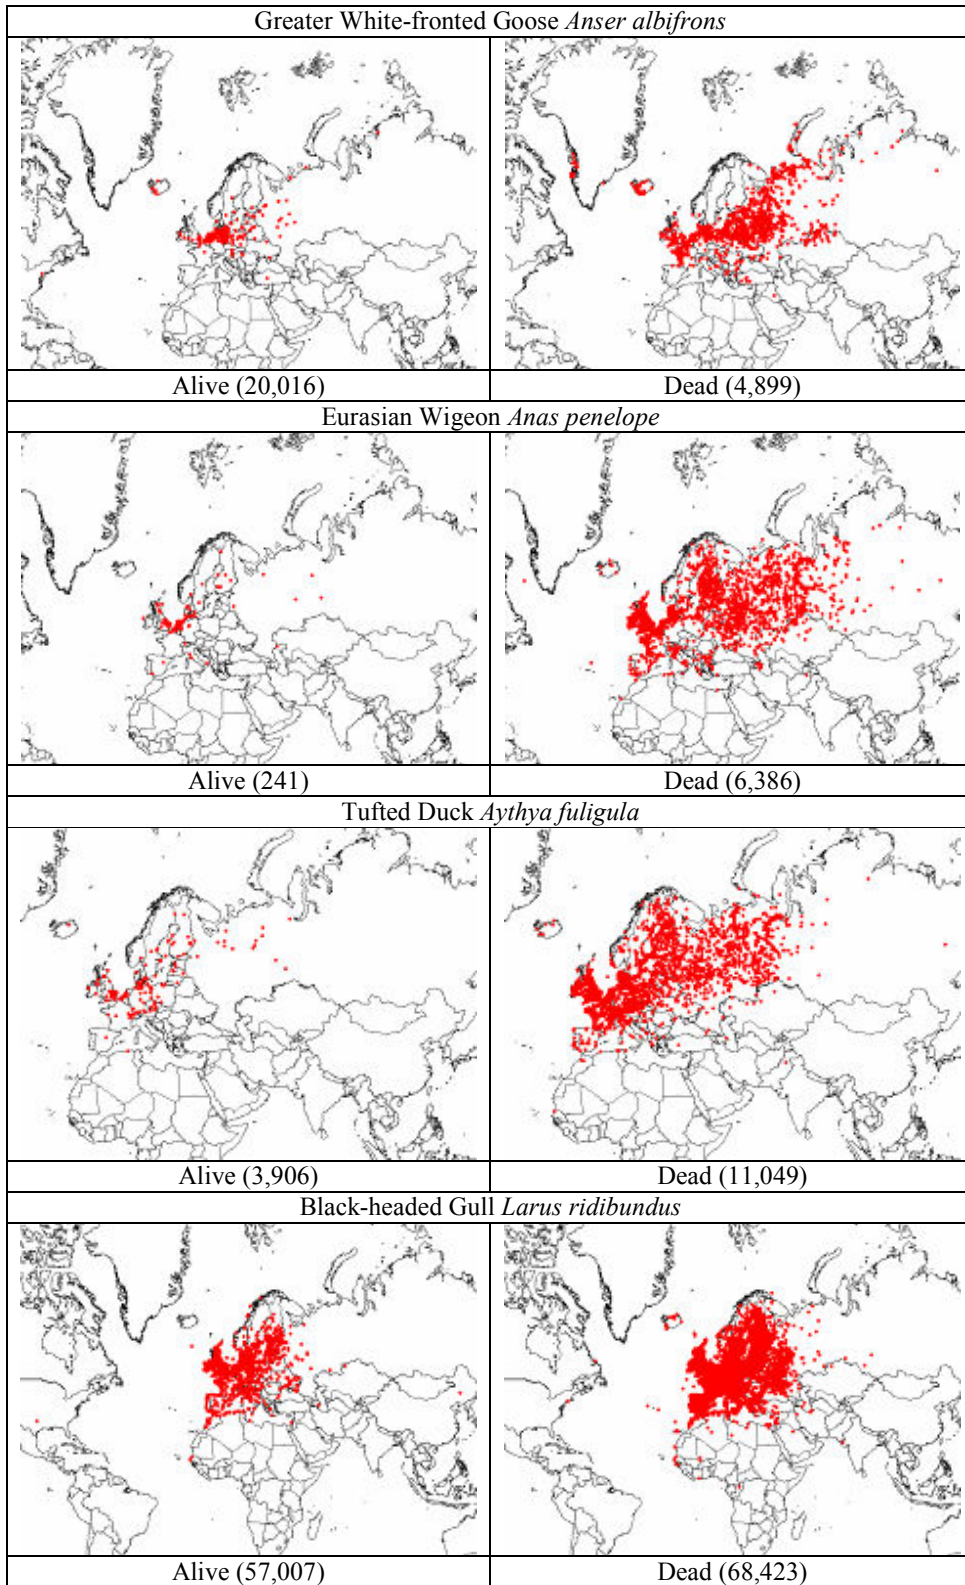 Greater White-fronted Goose Anser albifrons
Alive (20,016)
Dead (4,899)
Eurasian Wigeon Anas penelope
Alive (241)
Dead (6,386)
Tufted Duck Aythya fuligula
Alive (3,906)
Dead (11,049)
Black-headed Gull Larus ridibundus
Alive (57,007)
Dead (68,423)